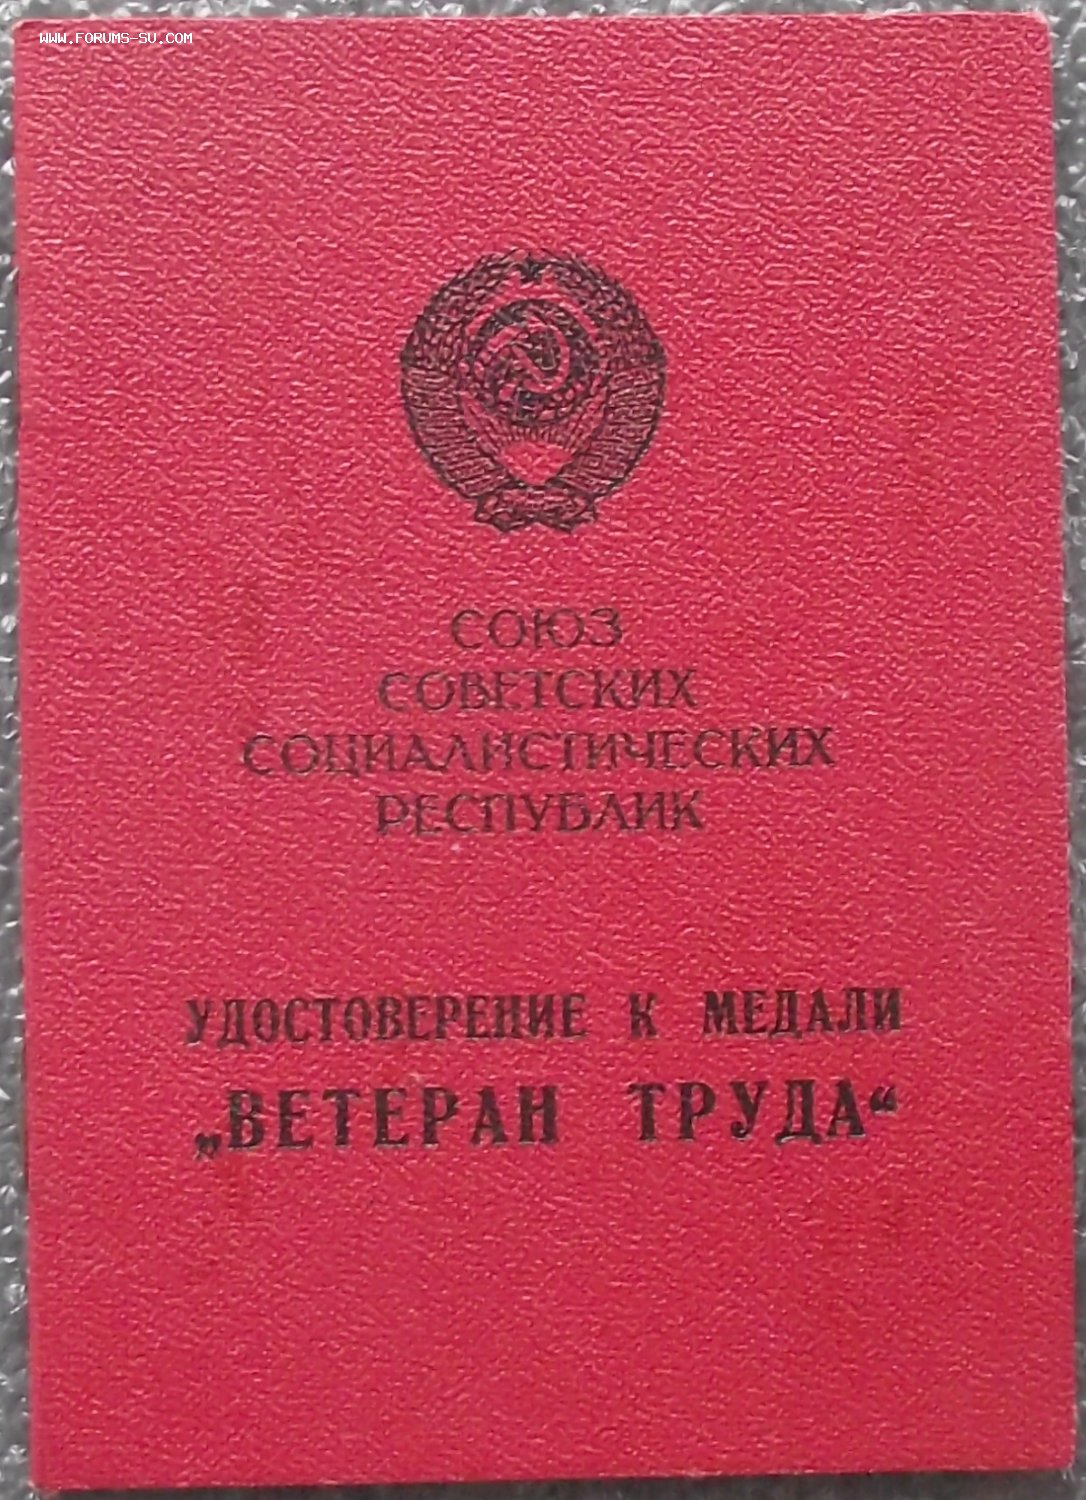 WWW.FORUMS-SU.COM
СОЮЗ
СОВЕТСКИХ
СОЦИАЛИСТИЧЕСКИХ
РЕСПУБЛИК
УДОСТОВЕРЕНИЕ К МЕДАЛИ
„ВЕТЕРАН ТРУДА“